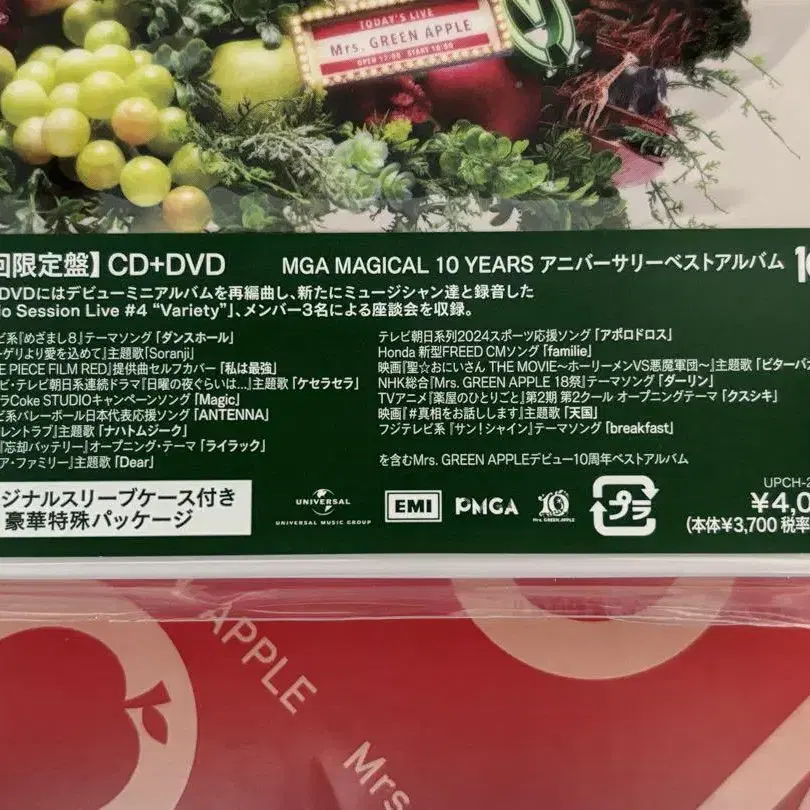 TODAY'S LIVE
Mrs. GREEN APPLE
OPEN 17:00 START 18:00
回限定盤】CD+DVD
MGA MAGICAL 10 YEARS アニバーサリーベストアルバム
DVDにはデビューミニアルバムを再編曲し、新たにミュージシャン達と録音した
io Session Live #4 “Variety”」、メンバー3名による座談会を収録。
ビ系『めざまし8』テーマソング「ダンスホール」
ーゲリより愛を込めて』主題歌「Soranji」
E PIECE FILM RED』提供曲セルフカバー 「私は最強」
ビ・テレビ朝日系連続ドラマ『日曜の夜ぐらいは...』主題歌 「ケセラセラ」
ラCoke STUDIOキャンペーンソング「Magic」
ビ系バレーボール日本代表応援ソング「ANTENNA」
レントラブ』主題歌「ナハトムジーク」
『忘却バッテリー』オープニング・テーマ「ライラック」
ア・ファミリー』主題歌「Dear」
テレビ朝日系列2024スポーツ応援ソング「アポロドロス」
Honda 新型FREED CMソング「familie」
映画『聖☆おにいさん THE MOVIE〜ホーリーメンVS悪魔軍団〜』主題歌「ビターバカ
NHK総合『Mrs. GREEN APPLE 18祭』テーマソング「ダーリン」
TVアニメ『薬屋のひとりごと』第2期 第2クール オープニングテーマ「クスシキ」
映画『#真相をお話しします』主題歌「天国」
フジテレビ系 『サン！シャイン』テーマソング「breakfast」
を含むMrs. GREEN APPLEデビュー10周年ベストアルバム
ジナルスリーブケース付き
豪華特殊パッケージ
UNIVERSAL
UNIVERSAL MUSIC GROUP
EMI
PMGA
10
Mrs. GREEN APPLE
プラ
UPCH-2
¥4,0
(本体¥3,700 税率
APPLE
Mrs.